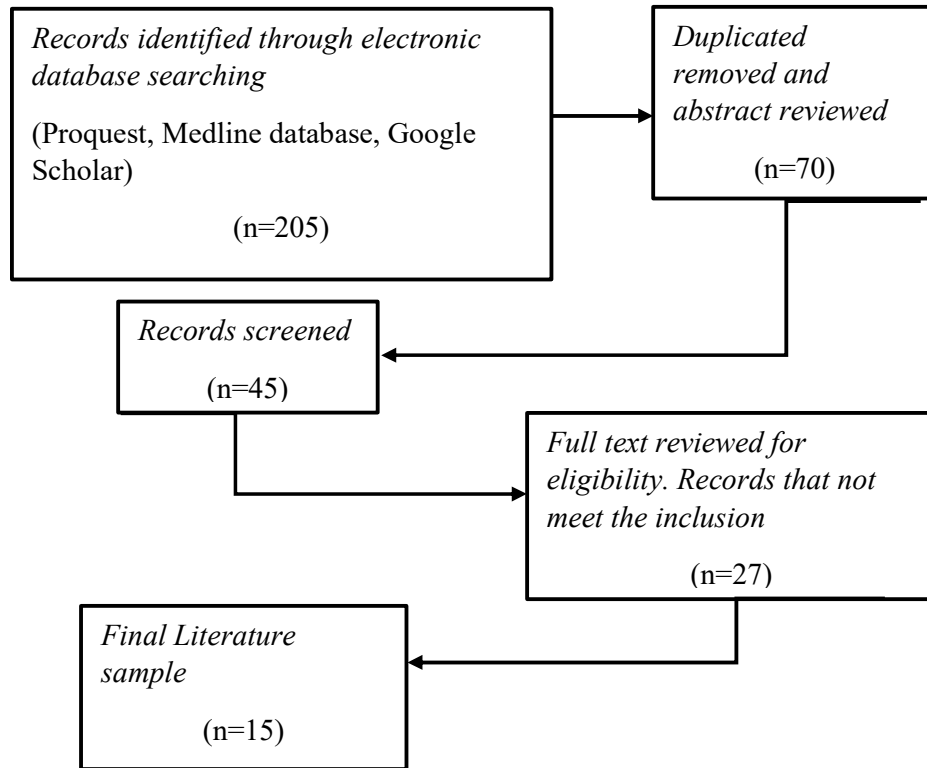 Records identified through electronic
database searching
(Proquest, Medline database, Google
Scholar)
(n=205)
Duplicated
removed and
abstract reviewed
(n=70)
Records screened
(n=45)
Full text reviewed for
eligibility. Records that not
meet the inclusion
(n=27)
Final Literature
sample
(n=15)